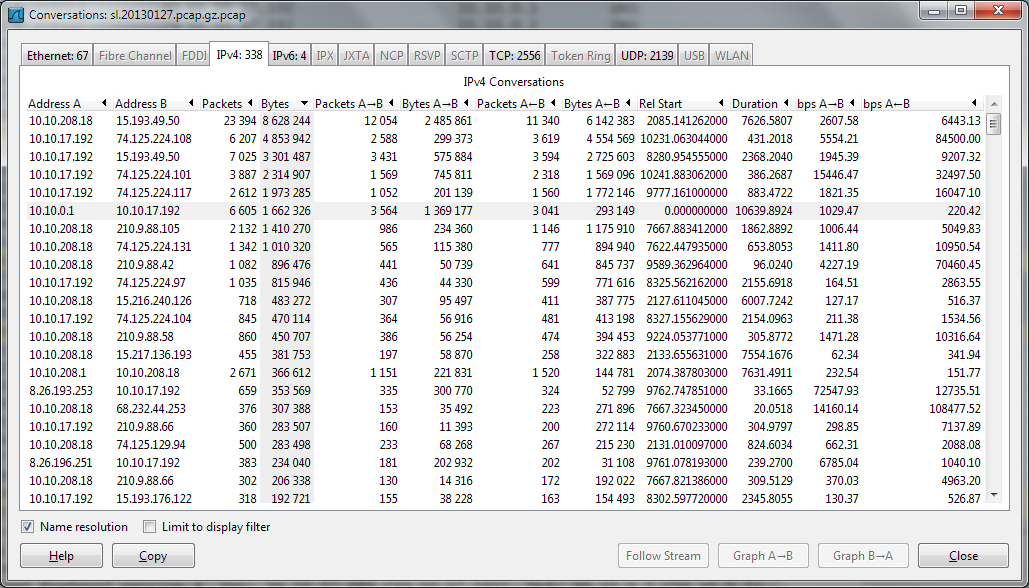 Conversations: sl.20130127.pcap.gz.pcap
Ethernet: 67 Fibre Channel FDDI IPv4: 338 IPv6: 4 IPX JXTA NCP RSVP SCTP TCP: 2556 Token Ring UDP: 2139 USB WLAN
IPv4 Conversations
Address A Address B Packets Bytes Packets A→B Bytes A→B Packets A←B Bytes A←B Rel Start Duration bps A→B bps A←B
10.10.208.18 15.193.49.50 23 394 8 628 244 12 054 2 485 861 11 340 6 142 383 2085.141262000 7626.5807 2607.58 6443.13
10.10.17.192 74.125.224.108 6 207 4 853 942 2 588 299 373 3 619 4 554 569 10231.063044000 431.2018 5554.21 84500.00
10.10.17.192 15.193.49.50 7 025 3 301 487 3 431 575 884 3 594 2 725 603 8280.954555000 2368.2040 1945.39 9207.32
10.10.17.192 74.125.224.101 3 887 2 314 907 1 569 745 811 2 318 1 569 096 10241.883062000 386.2687 15446.47 32497.50
10.10.17.192 74.125.224.117 2 612 1 973 285 1 052 201 139 1 560 1 772 146 9777.161000000 883.4722 1821.35 16047.10
10.10.0.1 10.10.17.192 6 605 1 662 326 3 564 1 369 177 3 041 293 149 0.000000000 10639.8924 1029.47 220.42
10.10.208.18 210.9.88.105 2 132 1 410 270 986 234 360 1 146 1 175 910 7667.883412000 1862.8892 1006.44 5049.83
10.10.208.18 74.125.224.131 1 342 1 010 320 565 115 380 777 894 940 7622.447935000 653.8053 1411.80 10950.54
10.10.208.18 210.9.88.42 1 082 896 476 441 50 739 641 845 737 9589.362964000 96.0240 4227.19 70460.45
10.10.17.192 74.125.224.97 1 035 815 946 436 44 330 599 771 616 8325.562162000 2155.6918 164.51 2863.55
10.10.208.18 15.216.240.126 718 483 272 307 95 497 411 387 775 2127.611045000 6007.7242 127.17 516.37
10.10.17.192 74.125.224.104 845 470 114 364 56 916 481 413 198 8327.155629000 2154.0963 211.38 1534.56
10.10.208.18 210.9.88.58 860 450 707 386 56 254 474 394 453 9224.053771000 305.8772 1471.28 10316.64
10.10.208.18 15.217.136.193 455 381 753 197 58 870 258 322 883 2133.655631000 7554.1676 62.34 341.94
10.10.208.1 10.10.208.18 2 671 366 612 1 151 221 831 1 520 144 781 2074.387803000 7631.4911 232.54 151.77
8.26.193.253 10.10.17.192 659 353 569 335 300 770 324 52 799 9762.747851000 33.1665 72547.93 12735.51
10.10.208.18 68.232.44.253 376 307 388 153 35 492 223 271 896 7667.323450000 20.0518 14160.14 108477.52
10.10.17.192 210.9.88.66 360 283 507 160 11 393 200 272 114 9760.670233000 304.9797 298.85 7137.89
10.10.208.18 74.125.129.94 500 283 498 233 68 268 267 215 230 2131.010097000 824.6034 662.31 2088.08
8.26.196.251 10.10.17.192 383 234 040 181 202 932 202 31 108 9761.078193000 239.2700 6785.04 1040.10
10.10.208.18 210.9.88.66 302 206 338 130 14 316 172 192 022 7667.821386000 309.5129 370.03 4963.20
10.10.17.192 15.193.176.122 318 192 721 155 38 228 163 154 493 8302.597720000 2345.8055 130.37 526.87
Name resolution Limit to display filter
Help Copy Follow Stream Graph A→B Graph B→A Close